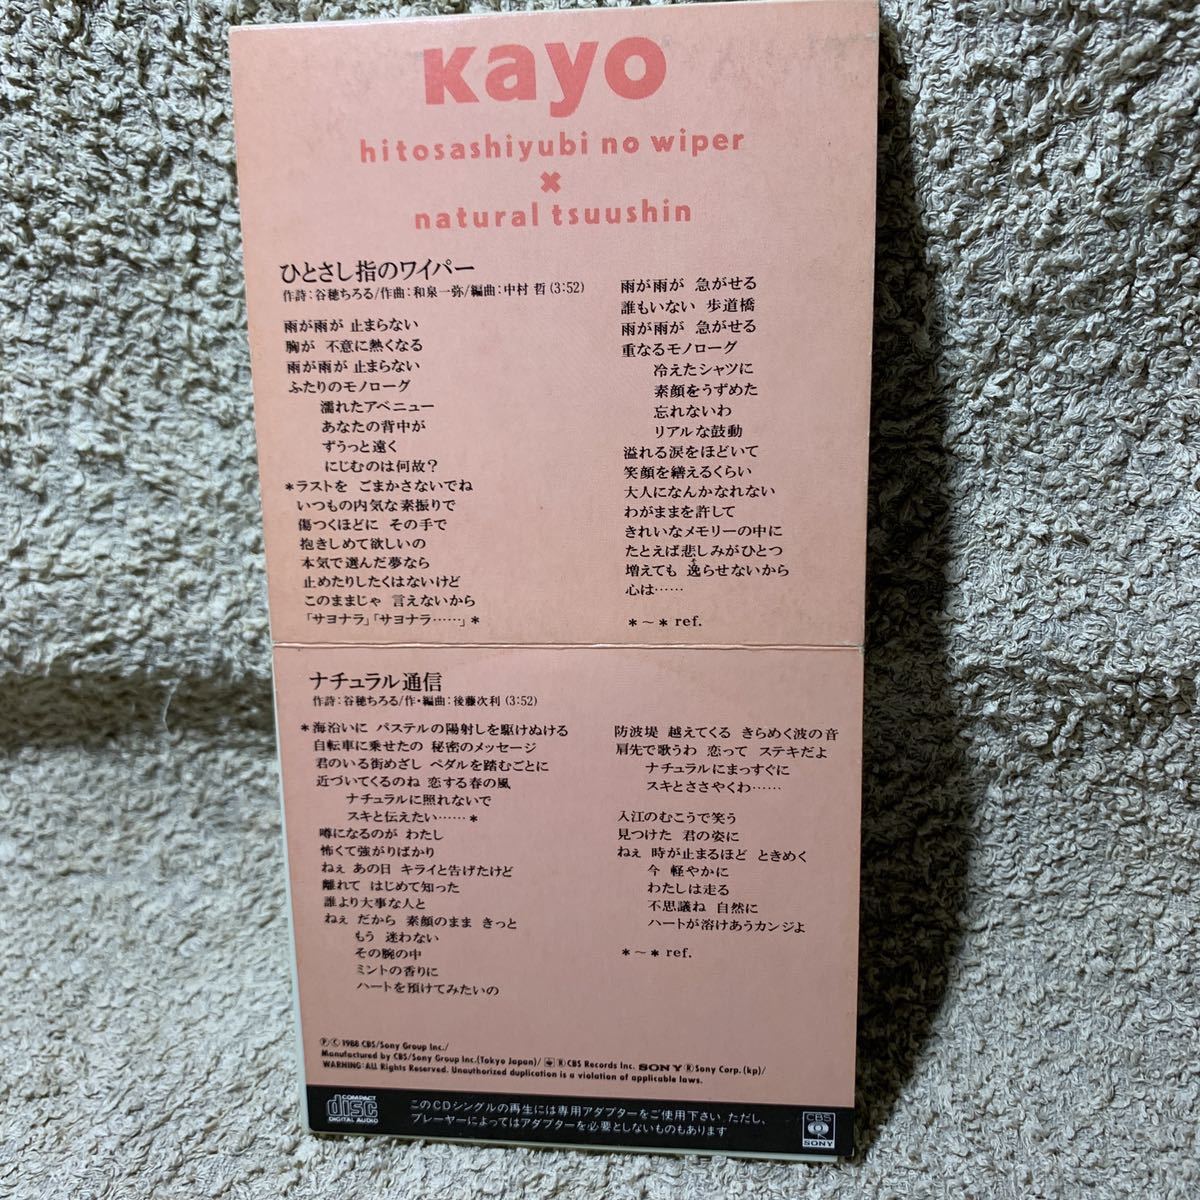 Kayo
hitosashiyubi no wiper
×
natural tsuushin
ひとさし指のワイパー
作詩:谷穂ちろる/作曲:和泉一弥/編曲:中村 哲(3:52)
雨が雨が 止まらない
胸が 不意に熱くなる
雨が雨が 止まらない
ふたりのモノローグ
濡れたアベニュー
あなたの背中が
ずうっと遠く
にじむのは何故?
*ラストを ごまかさないでね
いつもの内気な素振りで
傷つくほどに その手で
抱きしめて欲しいの
本気で選んだ夢なら
止めたりしたくはないけど
このままじゃ 言えないから
「サヨナラ」「サヨナラ……」*
雨が雨が 急がせる
誰もいない 歩道橋
雨が雨が 急がせる
重なるモノローグ
冷えたシャツに
素顔をうずめた
忘れないわ
リアルな鼓動
溢れる涙をほどいて
笑顔を繕えるくらい
大人になんかなれない
わがままを許して
きれいなメモリーの中に
たとえば悲しみがひとつ
増えても 逸らせないから
心は……
*～* ref.
ナチュラル通信
作詩:谷穂ちろる/作・編曲:後藤次利(3:52)
*海沿いに パステルの陽射しを駆けぬける
自転車に乗せたの 秘密のメッセージ
君のいる街めざし ペダルを踏むごとに
近づいてくるのね 恋する春の風
ナチュラルに照れないで
スキと伝えたい……*
噂になるのが わたし
怖くて強がりばかり
ねぇ あの日 キライと告げたけど
離れて はじめて知った
誰より大事な人と
ねぇ だから 素顔のまま きっと
もう 迷わない
その腕の中
ミントの香りに
ハートを預けてみたいの
防波堤 越えてくる きらめく波の音
肩先で歌うわ 恋って ステキだよ
ナチュラルにまっすぐに
スキとささやくわ……
入江のむこうで笑う
見つけた 君の姿に
ねぇ 時が止まるほど ときめく
今 軽やかに
わたしは走る
不思議ね 自然に
ハートが溶けあうカンジよ
*～* ref.
Ⓟ©1988 CBS/Sony Group Inc./
Manufactured by CBS/Sony Group Inc.(Tokyo Japan)/ ®CBS Records Inc. SONY ® Sony Corp.(kp)/
WARNING:All Rights Reserved. Unauthorized duplication is a violation of applicable laws.
COMPACT
disc
DIGITAL AUDIO
このCDシングルの再生には専用アダプターをご使用下さい。ただし、
プレーヤーによってはアダプターを必要としないものもあります
CBS
SONY